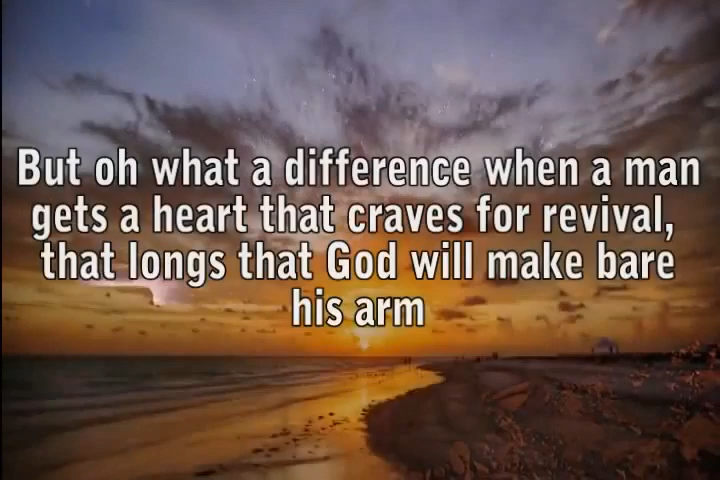 But oh what a difference when a man
gets a heart that craves for revival,
that longs that God will make bare
his arm